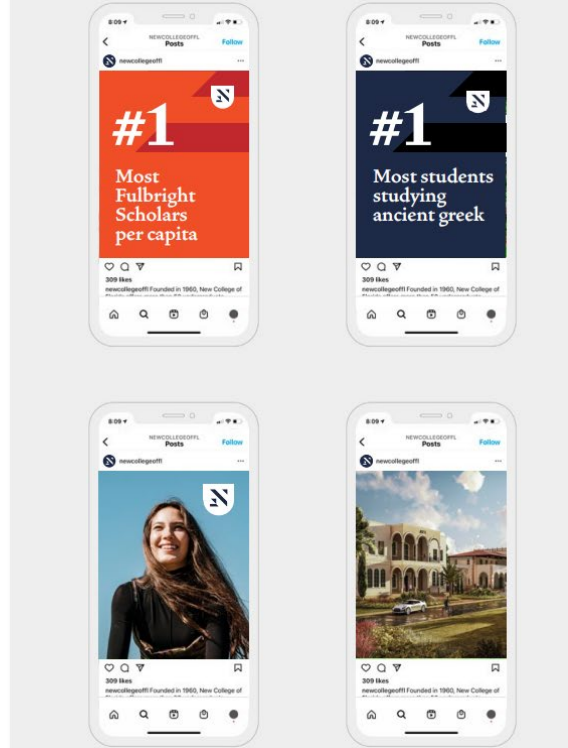 8:09
NEWCOLLEGEOFFL
Posts
Follow
newcollegeoffl
#1
Most
Fulbright
Scholars
per capita
309 likes
newcollegeoffl Founded in 1960, New College of
8:09
NEWCOLLEGEOFFL
Posts
Follow
newcollegeoffl
#1
Most students
studying
ancient greek
309 likes
newcollegeoffl Founded in 1960, New College of
8:09
NEWCOLLEGEOFFL
Posts
Follow
newcollegeoffl
N
309 likes
newcollegeoffl Founded in 1960, New College of
8:09
NEWCOLLEGEOFFL
Posts
Follow
newcollegeoffl
309 likes
newcollegeoffl Founded in 1960, New College of